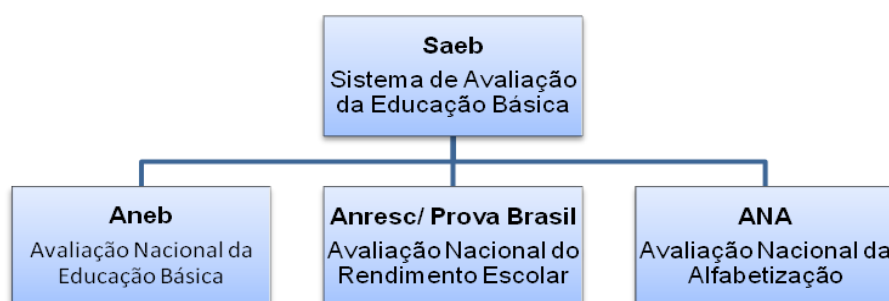 Saeb
Sistema de Avaliação
da Educação Básica
Aneb
Avaliação Nacional da
Educação Básica
Anresc/ Prova Brasil
Avaliação Nacional do
Rendimento Escolar
ANA
Avaliação Nacional da
Alfabetização